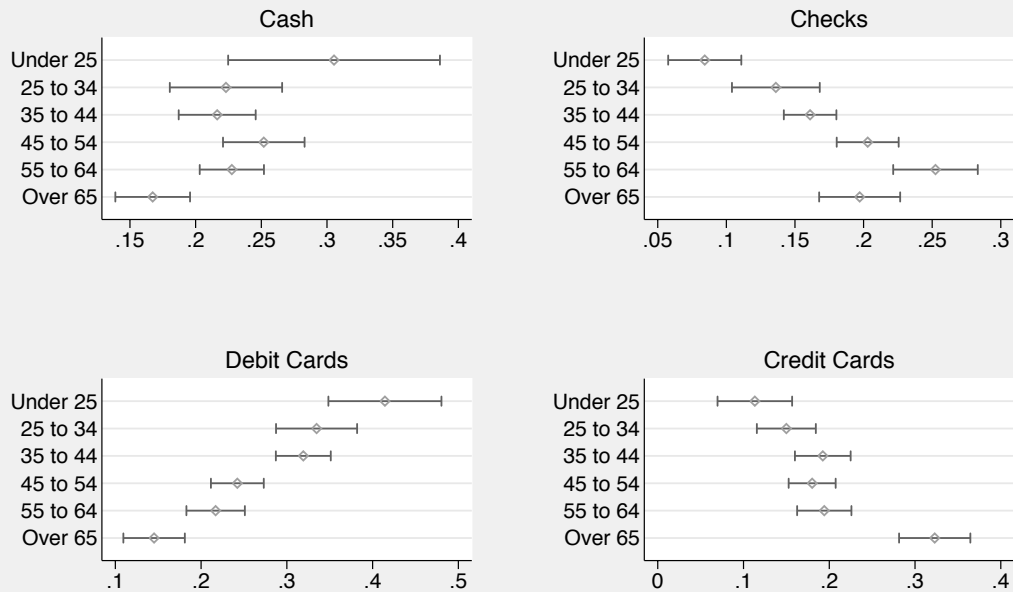 Cash
Under 25
25 to 34
35 to 44
45 to 54
55 to 64
Over 65
.15 .2 .25 .3 .35 .4
Checks
Under 25
25 to 34
35 to 44
45 to 54
55 to 64
Over 65
.05 .1 .15 .2 .25 .3
Debit Cards
Under 25
25 to 34
35 to 44
45 to 54
55 to 64
Over 65
.1 .2 .3 .4 .5
Credit Cards
Under 25
25 to 34
35 to 44
45 to 54
55 to 64
Over 65
0 .1 .2 .3 .4